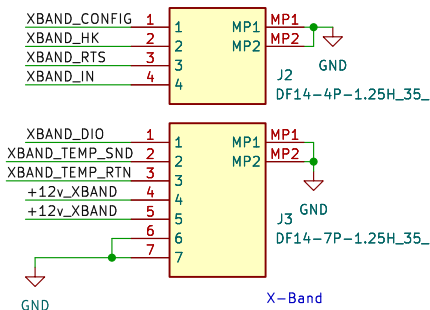 XBAND_CONFIG 1 1 MP1 MP1
XBAND_HK 2 2 MP2 MP2
XBAND_RTS 3 3
XBAND_IN 4 4
GND
J2
DF14-4P-1.25H_35_
XBAND_DIO 1 1 MP1 MP1
XBAND_TEMP_SND 2 2 MP2 MP2
XBAND_TEMP_RTN 3 3
+12v_XBAND 4 4
+12v_XBAND 5 5
6 6
7 7
GND
J3
DF14-7P-1.25H_35_
GND
X-Band